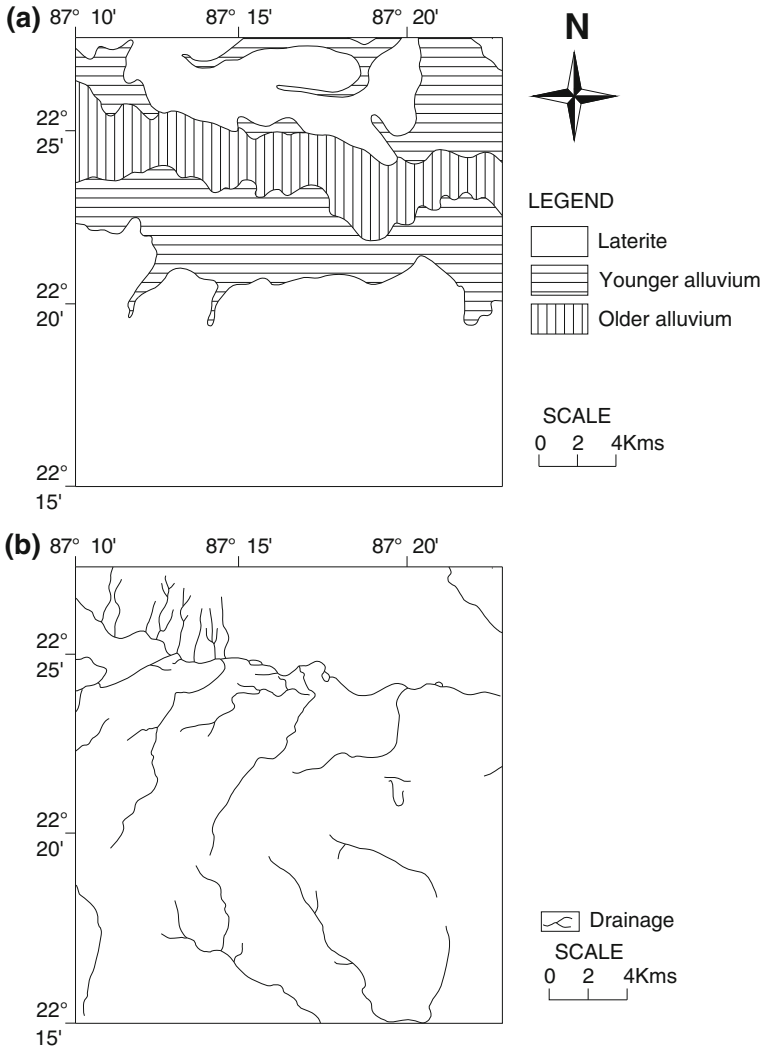 (a)
87° 10' 87° 15' 87° 20'
N
22°
25'
LEGEND
Laterite
Younger alluvium
Older alluvium
22°
20'
SCALE
0 2 4Kms
22°
15'
(b)
87° 10' 87° 15' 87° 20'
22°
25'
22°
20'
Drainage
SCALE
0 2 4Kms
22°
15'